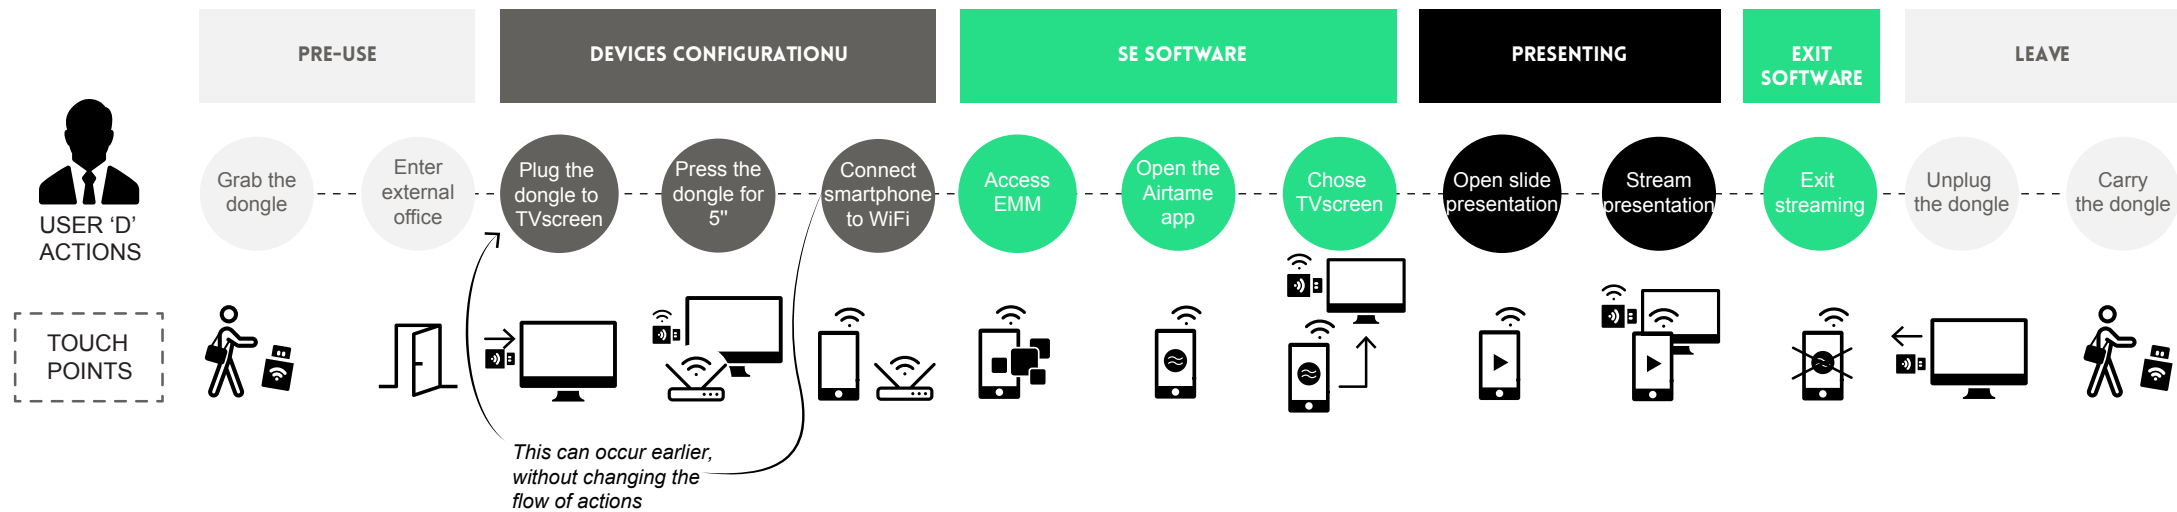 PRE-USE
DEVICES CONFIGURATIONU
SE SOFTWARE
PRESENTING
EXIT
SOFTWARE
LEAVE
USER ‘D’
ACTIONS
Grab the
dongle
Enter
external
office
Plug the
dongle to
TVscreen
Press the
dongle for
5"
Connect
smartphone
to WiFi
Access
EMM
Open the
Airtame
app
Chose
TVscreen
Open slide
presentation
Stream
presentation
Exit
streaming
Unplug
the dongle
Carry
the dongle
TOUCH
POINTS
This can occur earlier,
without changing the
flow of actions